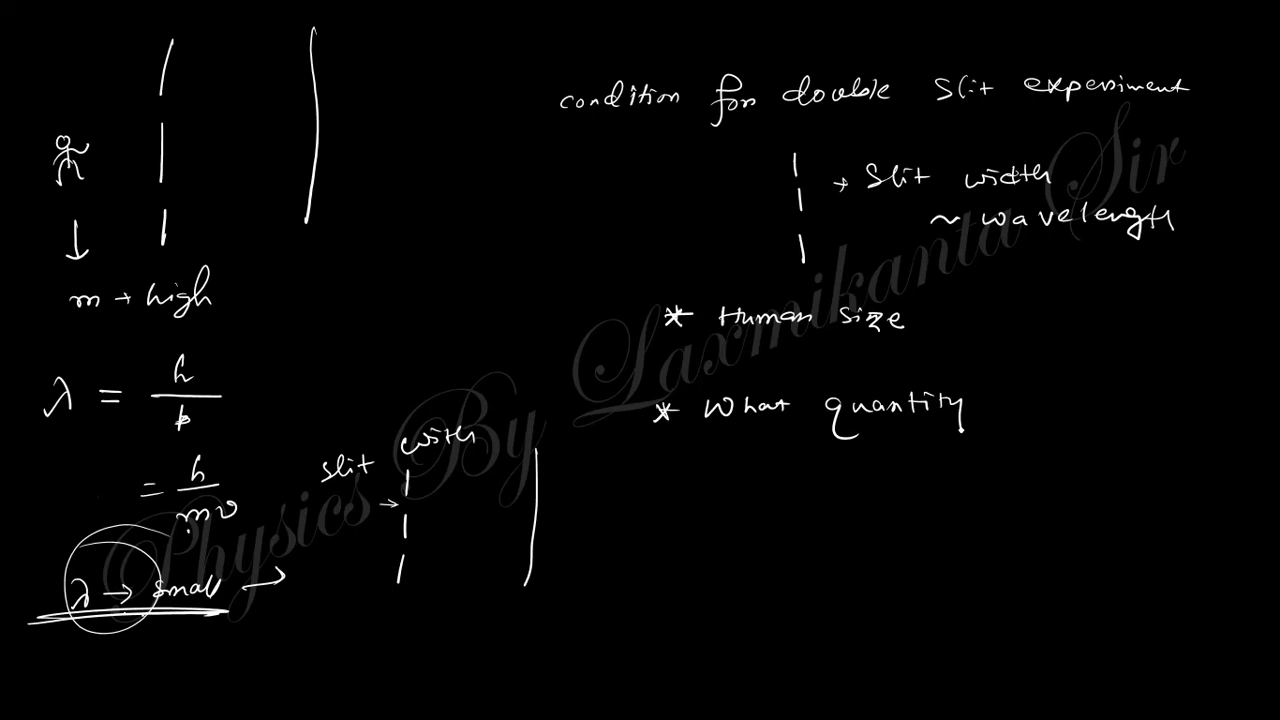 condition for double slit experiment
→ slit width
~ wavelength
m → high
* Human size
λ = h / p
* What quantity
slit with
= h / mv
λ → small →
Physics By Laxmikanta Sir